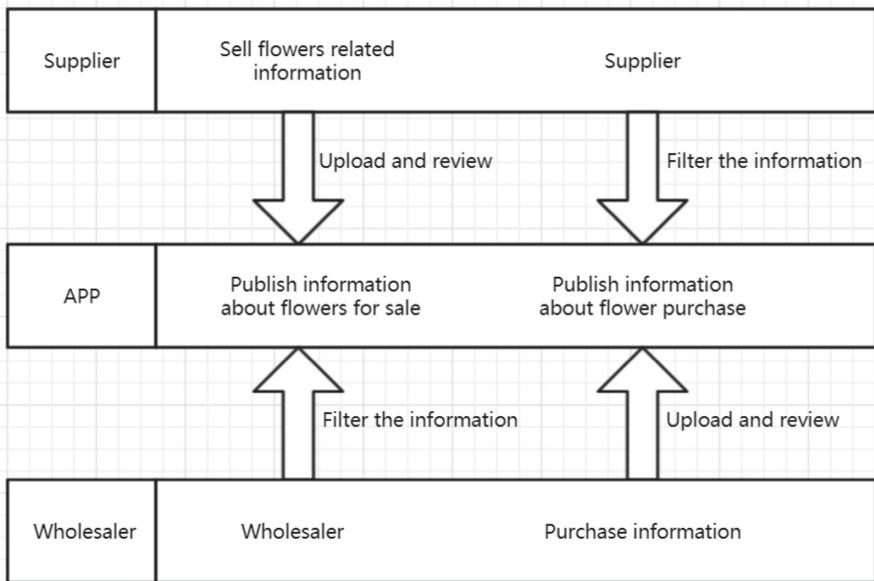 Supplier
Sell flowers related
information
Supplier
Upload and review
Filter the information
APP
Publish information
about flowers for sale
Publish information
about flower purchase
Filter the information
Upload and review
Wholesaler
Wholesaler
Purchase information